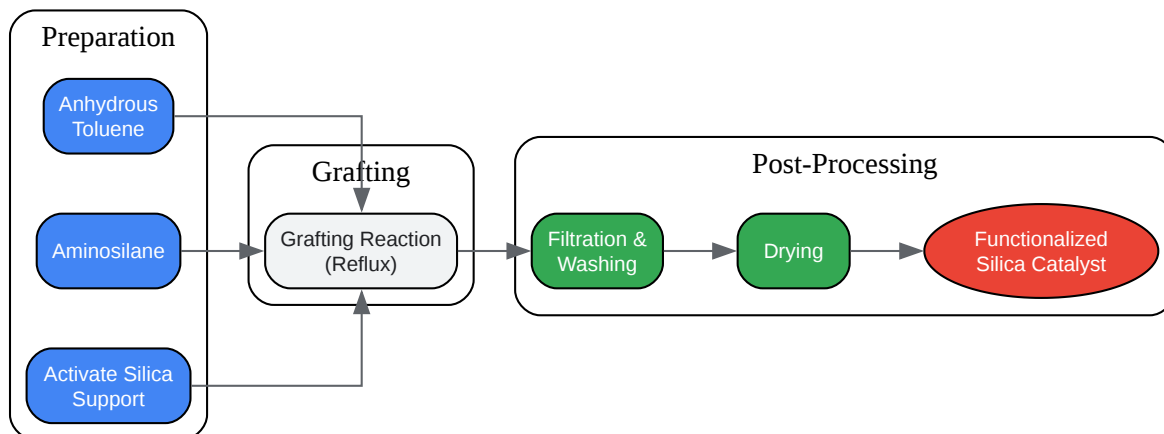 Preparation
Anhydrous
Toluene
Aminosilane
Activate Silica
Support
Grafting
Grafting Reaction
(Reflux)
Post-Processing
Filtration &
Washing
Drying
Functionalized
Silica Catalyst